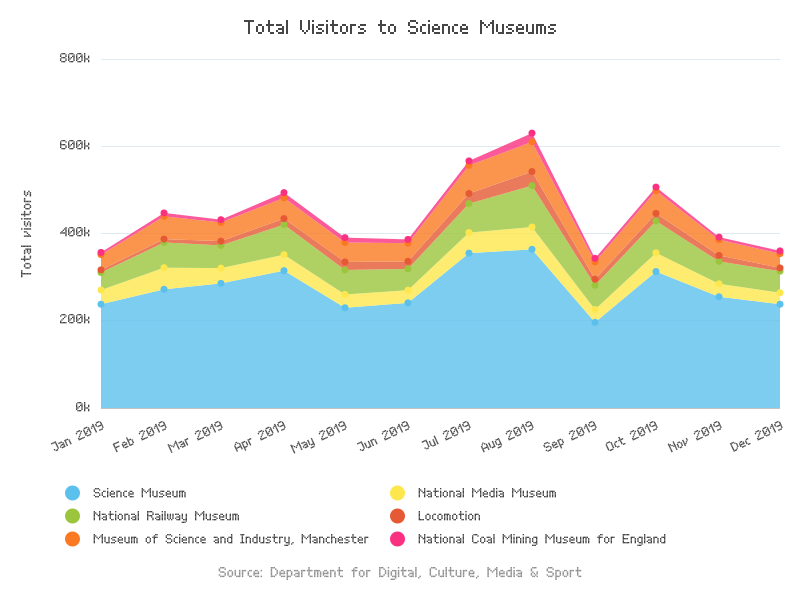 Total Visitors to Science Museums
800k
600k
400k
200k
0k
Total visitors
Jan 2019
Feb 2019
Mar 2019
Apr 2019
May 2019
Jun 2019
Jul 2019
Aug 2019
Sep 2019
Oct 2019
Nov 2019
Dec 2019
Science Museum
National Media Museum
National Railway Museum
Locomotion
Museum of Science and Industry, Manchester
National Coal Mining Museum for England
Source: Department for Digital, Culture, Media & Sport